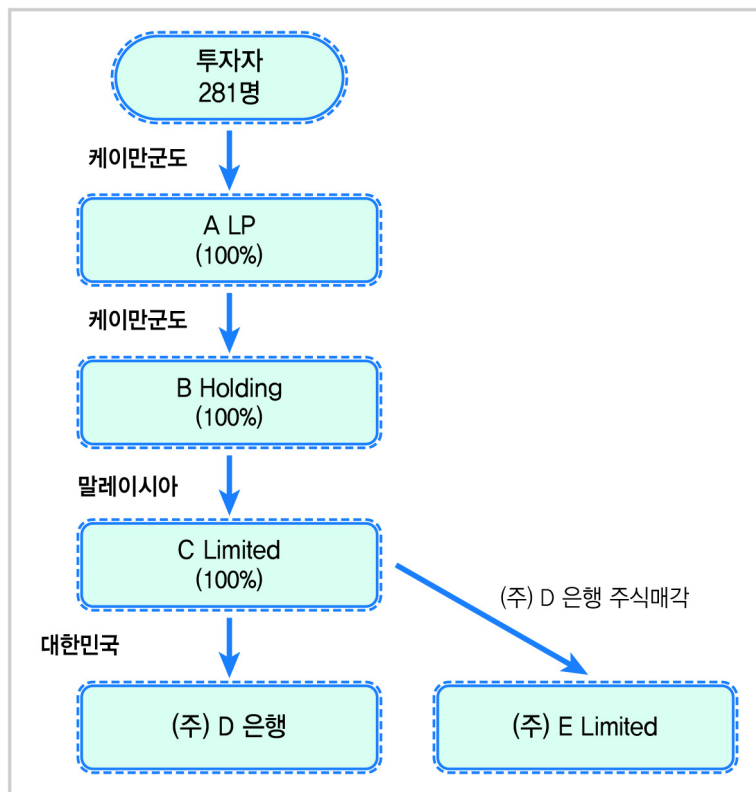 투자자
281명
케이만군도
A LP
(100%)
케이만군도
B Holding
(100%)
말레이시아
C Limited
(100%)
(주) D 은행 주식매각
대한민국
(주) D 은행
(주) E Limited